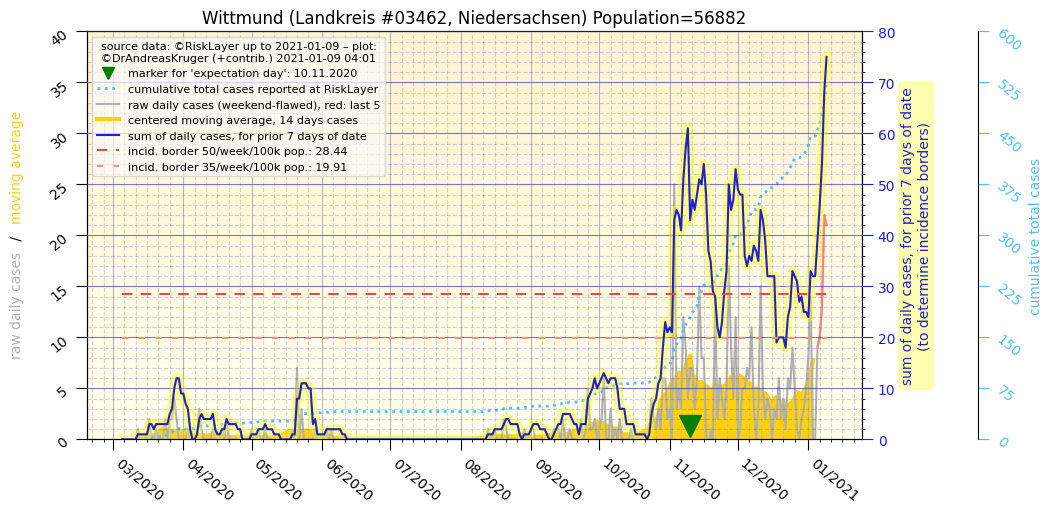 Wittmund (Landkreis #03462, Niedersachsen) Population=56882
source data: ©RiskLayer up to 2021-01-09 – plot:
©DrAndreasKruger (+contrib.) 2021-01-09 04:01
marker for 'expectation day': 10.11.2020
cumulative total cases reported at RiskLayer
raw daily cases (weekend-flawed), red: last 5
centered moving average, 14 days cases
sum of daily cases, for prior 7 days of date
incid. border 50/week/100k pop.: 28.44
incid. border 35/week/100k pop.: 19.91
raw daily cases / moving average
40
35
30
25
20
15
10
5
0
03/2020
04/2020
05/2020
06/2020
07/2020
08/2020
09/2020
10/2020
11/2020
12/2020
01/2021
80
70
60
50
40
30
20
10
0
sum of daily cases, for prior 7 days of date
(to determine incidence borders)
600
525
450
375
300
225
150
75
0
cumulative total cases